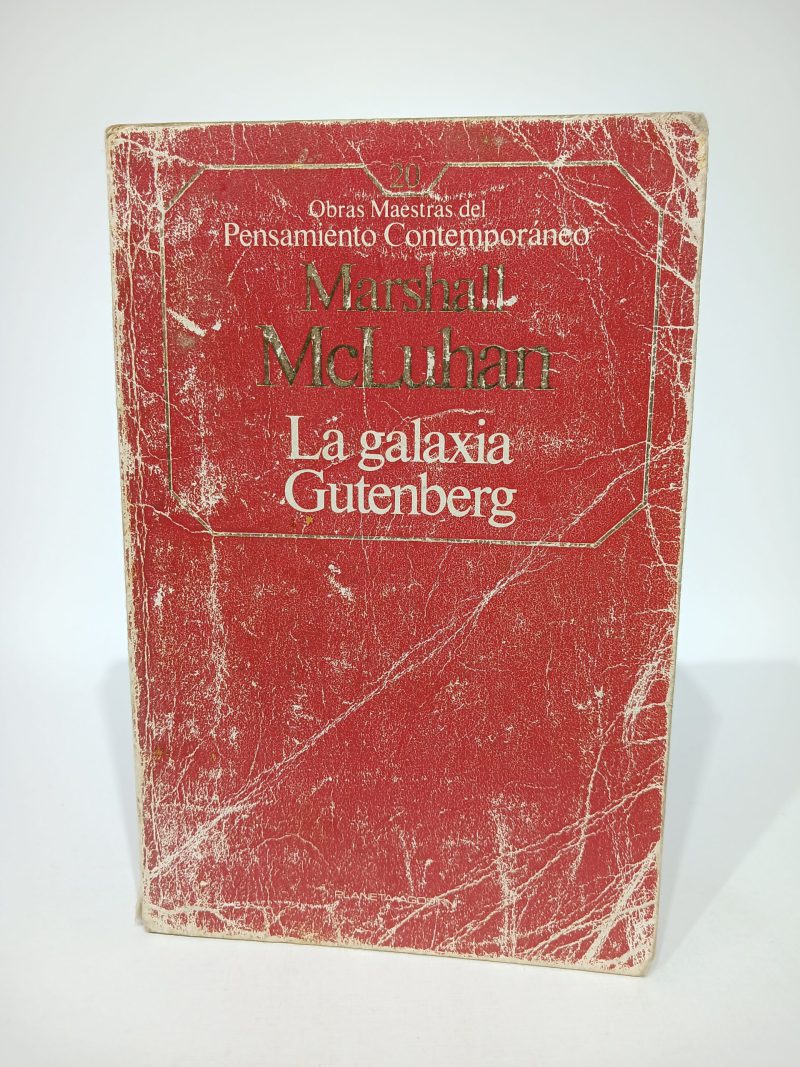 20
Obras Maestras del
Pensamiento Contemporáneo
Marshall
McLuhan
La galaxia
Gutenberg